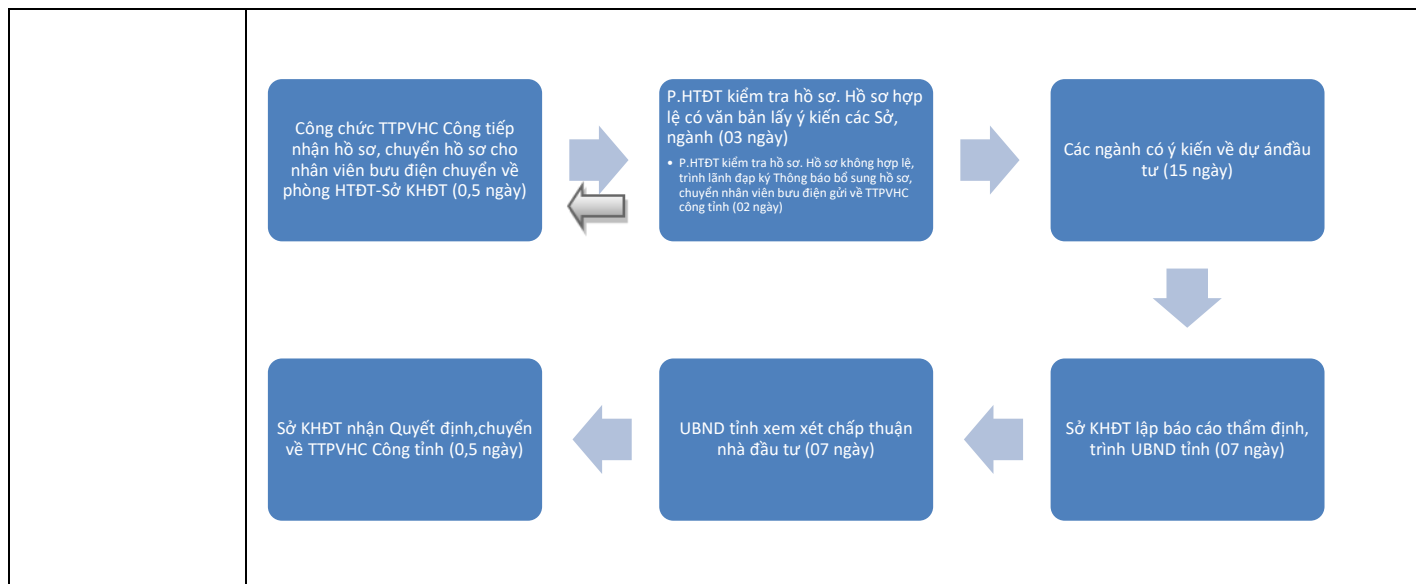 Công chức TTPVHC Công tiếp
nhận hồ sơ, chuyển hồ sơ cho
nhân viên bưu điện chuyển về
phòng HTĐT-Sở KHĐT (0,5 ngày)
P.HTĐT kiểm tra hồ sơ. Hồ sơ hợp
lệ có văn bản lấy ý kiến các Sở,
ngành (03 ngày)
• P.HTĐT kiểm tra hồ sơ. Hồ sơ không hợp lệ,
trình lãnh đạp ký Thông báo bổ sung hồ sơ,
chuyển nhân viên bưu điện gửi về TTPVHC
công tỉnh (02 ngày)
Các ngành có ý kiến về dự ánđầu
tư (15 ngày)
Sở KHĐT lập báo cáo thẩm định,
trình UBND tỉnh (07 ngày)
UBND tỉnh xem xét chấp thuận
nhà đầu tư (07 ngày)
Sở KHĐT nhận Quyết định,chuyển
về TTPVHC Công tỉnh (0,5 ngày)